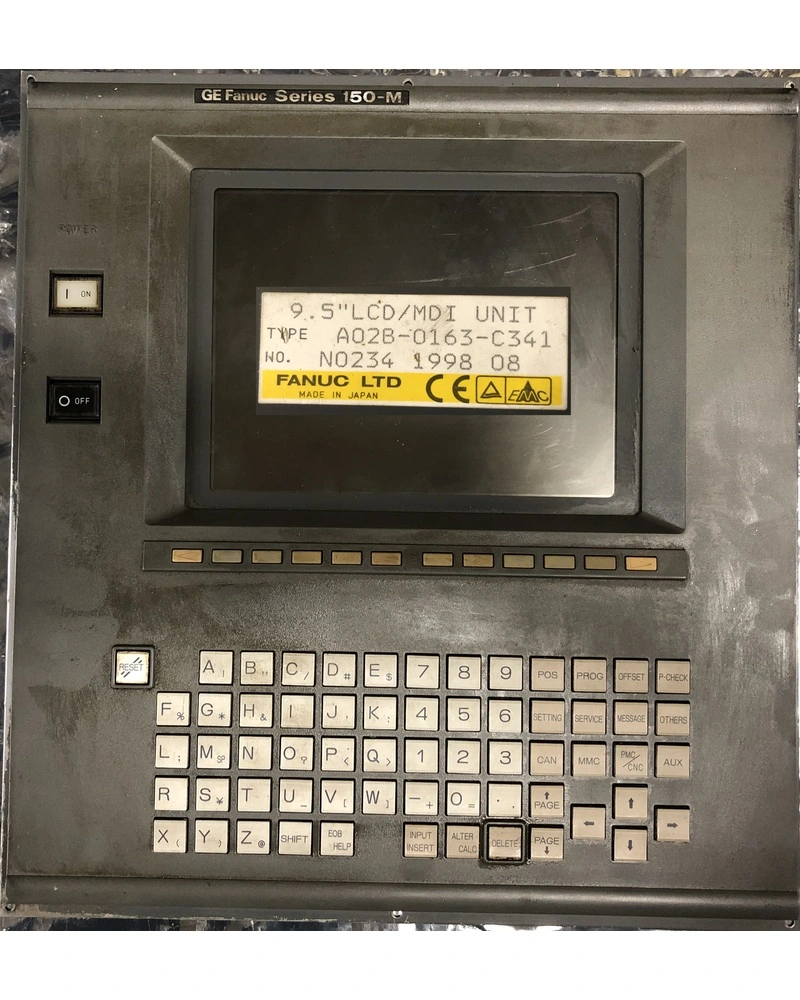 GE Fanuc Series 150-M
POWER
I ON
O OFF
9.5"LCD/MDI UNIT
TYPE A02B-0163-C341
NO. N0234 1998 08
FANUC LTD
MADE IN JAPAN
CE EMC
RESET A B " C / D # E $ 7 8 9 POS PROG OFFSET P-CHECK
F % G * H & I J , K : 4 5 6 SETTING SERVICE MESSAGE OTHERS
L ; M SP N O ? P < Q > 1 2 3 CAN MMC PMC/CNC AUX
R S ¥ T U _ V [ W ] - + 0 = . , ↑ PAGE ← ↑ →
X ( Y ) Z @ SHIFT EOB HELP INPUT INSERT ALTER CALC DELETE PAGE ↓ ↓